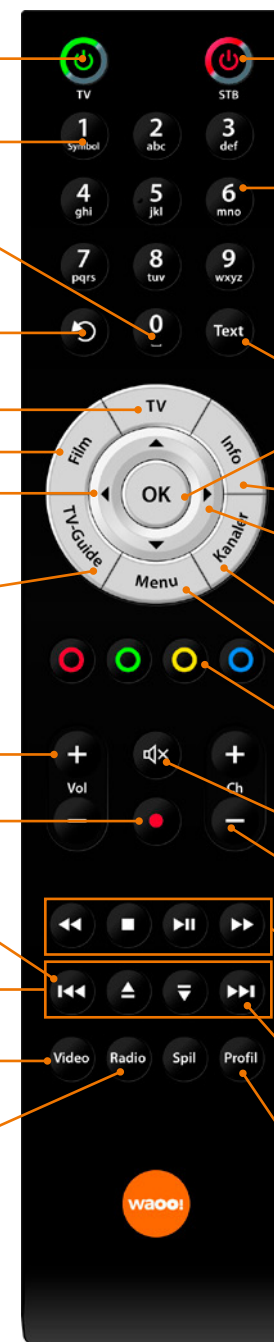 TV STB
1 2 3
Symbol abc def
4 5 6
ghi jkl mno
7 8 9
pqrs tuv wxyz
0 Text
TV
Film Info
OK
TV-Guide Kanaler
Menu
+ +
Vol Ch
− −
Video Radio Spil Profil
waoo!